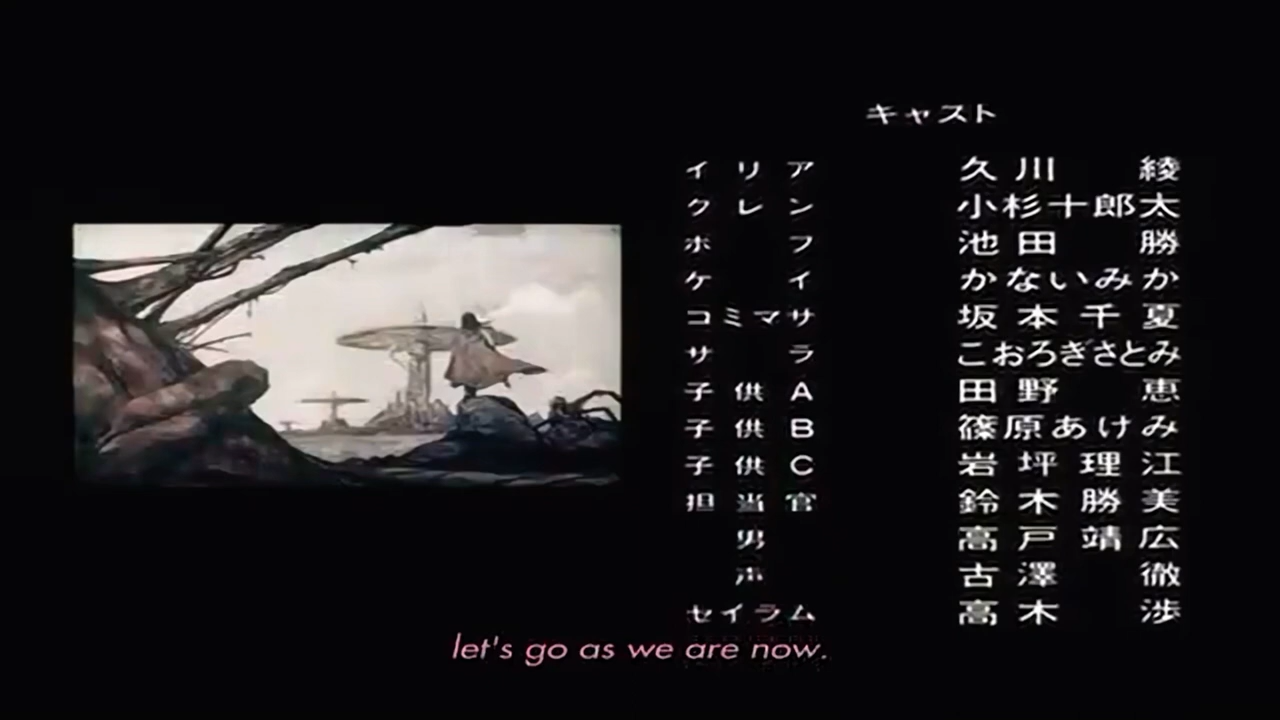 キャスト
イリア 久川 綾
クレン 小杉十郎太
ボフ 池田 勝
ケイ かないみか
コミマサ 坂本千夏
サラ こおろぎさとみ
子供A 田野 恵
子供B 篠原あけみ
子供C 岩坪理江
担当官 鈴木勝美
男 高戸靖広
声 古澤 徹
セイラム 高木 渉
let's go as we are now.